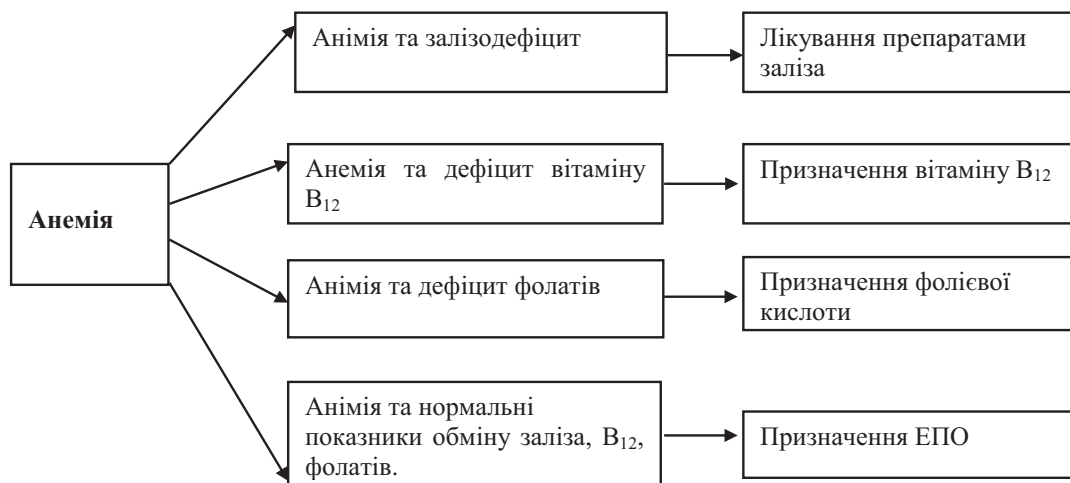 Анімія та залізодефіцит
Лікування препаратами
заліза
Анемія
Анемія та дефіцит вітаміну
B₁₂
Призначення вітаміну B₁₂
Анімія та дефіцит фолатів
Призначення фолієвої
кислоти
Анімія та нормальні
показники обміну заліза, B₁₂,
фолатів.
Призначення ЕПО